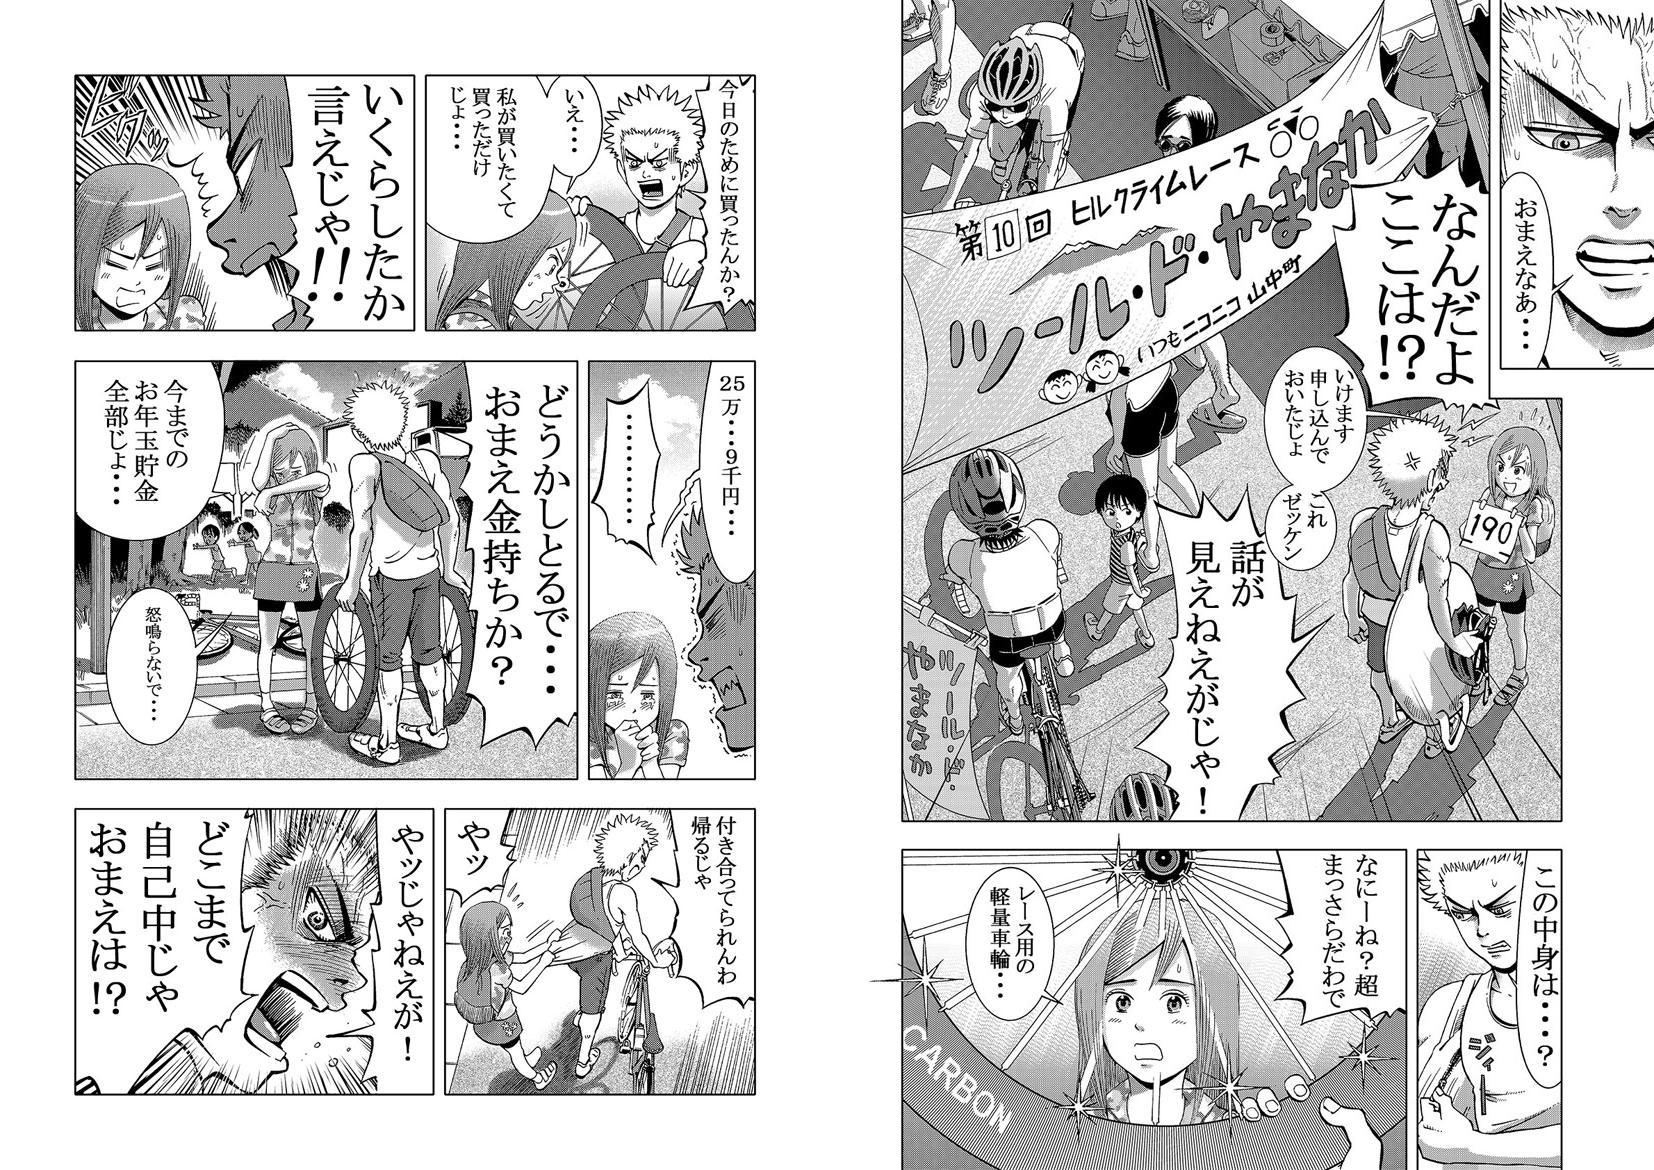 おまえなあ・・・
なんだよ
ここは!?
第10回 ヒルクライムレース
ツール・ド・やまなか
いつもニコニコ 山中町
いけます
申し込んで
おいたじょ
これ
ゼッケン
190
話が
見えねえがじゃ！
ツール・ド・
やまなか
この中身は・・・?
ジィ
なにーね？超
まっさらだわで
レース用の
軽量車輪・・・
CARBON
今日のために買ったんか？
いえ・・・
私が買いたくて
買っただけ
じょ・・・
いくらしたか
言えじゃ!!
ビクビクッ
25万・・・9千円・・・
・・・・・・・・・
どうかしとるで・・・
おまえ金持ちか？
今までの
お年玉貯金
全部じょ・・・
怒鳴らないで・・・
付き合ってられんわ
帰るじゃ
やッ
やッじゃねえが！
どこまで
自己中じゃ
おまえは!?